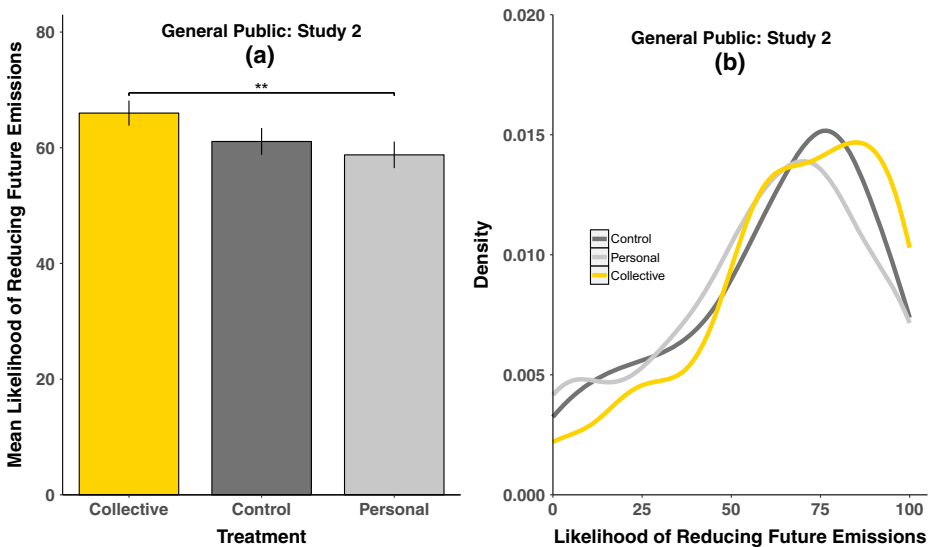 General Public: Study 2
(a)
**
Mean Likelihood of Reducing Future Emissions
80
60
40
20
0
Collective
Control
Personal
Treatment
General Public: Study 2
(b)
Density
0.020
0.015
0.010
0.005
0.000
Control
Personal
Collective
0
25
50
75
100
Likelihood of Reducing Future Emissions